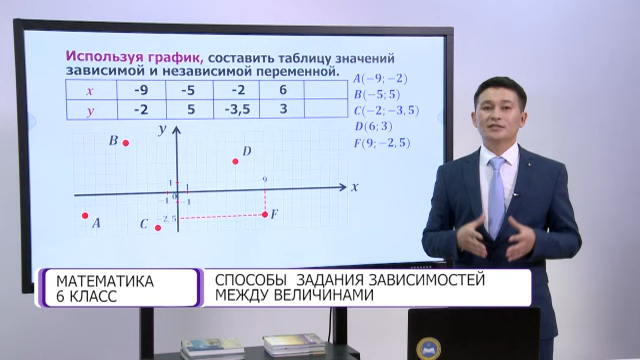 Используя график, составить таблицу значений
зависимой и независимой переменной.
x -9 -5 -2 6
y -2 5 -3,5 3
A(−9; −2)
B(−5; 5)
C(−2; −3, 5)
D(6; 3)
F(9; −2, 5)
y
B
D
1
9
−1 0 1
−1
x
A
C
−2,5
F
МАТЕМАТИКА
6 КЛАСС
СПОСОБЫ ЗАДАНИЯ ЗАВИСИМОСТЕЙ
МЕЖДУ ВЕЛИЧИНАМИ